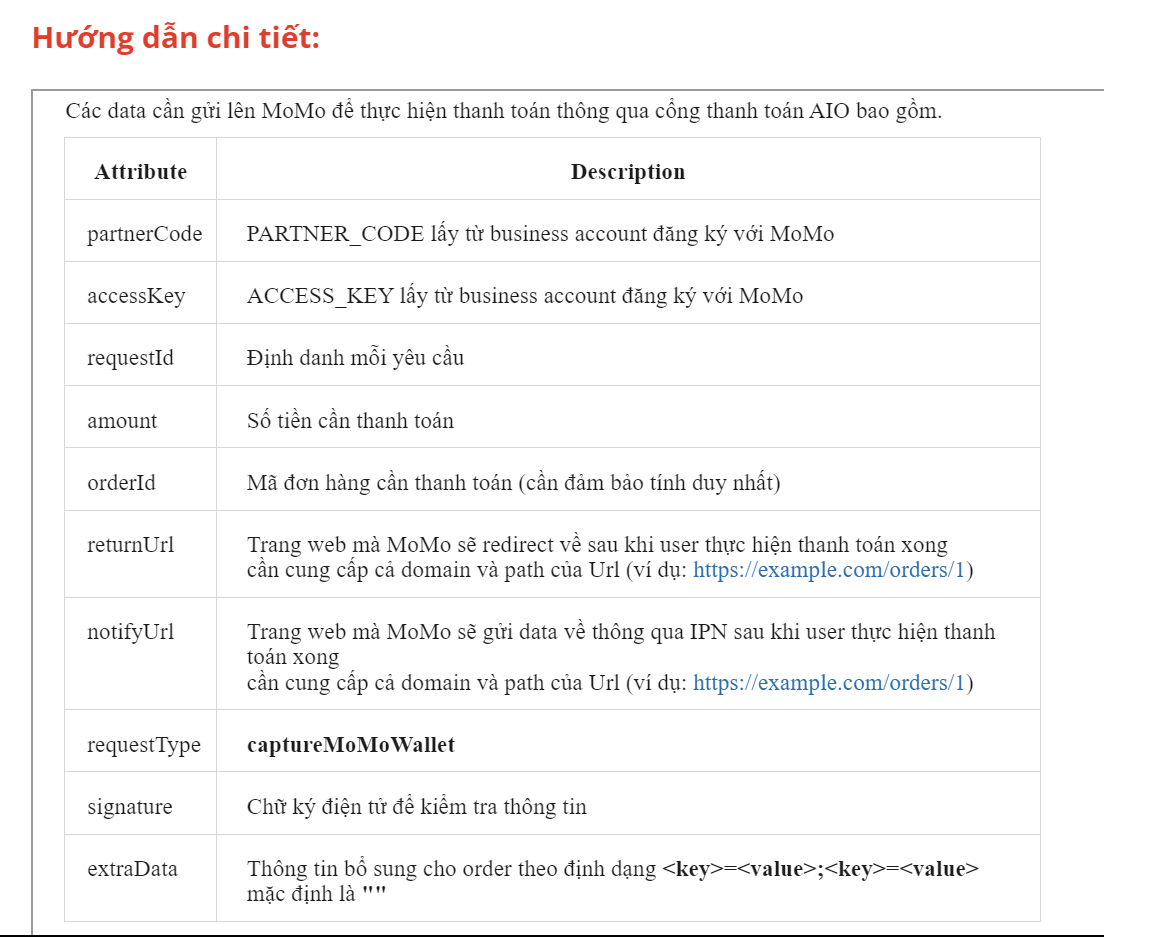 Hướng dẫn chi tiết:
Các data cần gửi lên MoMo để thực hiện thanh toán thông qua cổng thanh toán AIO bao gồm.
Attribute Description
partnerCode PARTNER_CODE lấy từ business account đăng ký với MoMo
accessKey ACCESS_KEY lấy từ business account đăng ký với MoMo
requestId Định danh mỗi yêu cầu
amount Số tiền cần thanh toán
orderId Mã đơn hàng cần thanh toán (cần đảm bảo tính duy nhất)
returnUrl Trang web mà MoMo sẽ redirect về sau khi user thực hiện thanh toán xong
cần cung cấp cả domain và path của Url (ví dụ: https://example.com/orders/1)
notifyUrl Trang web mà MoMo sẽ gửi data về thông qua IPN sau khi user thực hiện thanh
toán xong
cần cung cấp cả domain và path của Url (ví dụ: https://example.com/orders/1)
requestType captureMoMoWallet
signature Chữ ký điện tử để kiểm tra thông tin
extraData Thông tin bổ sung cho order theo định dạng <key>=<value>;<key>=<value>
mặc định là ""